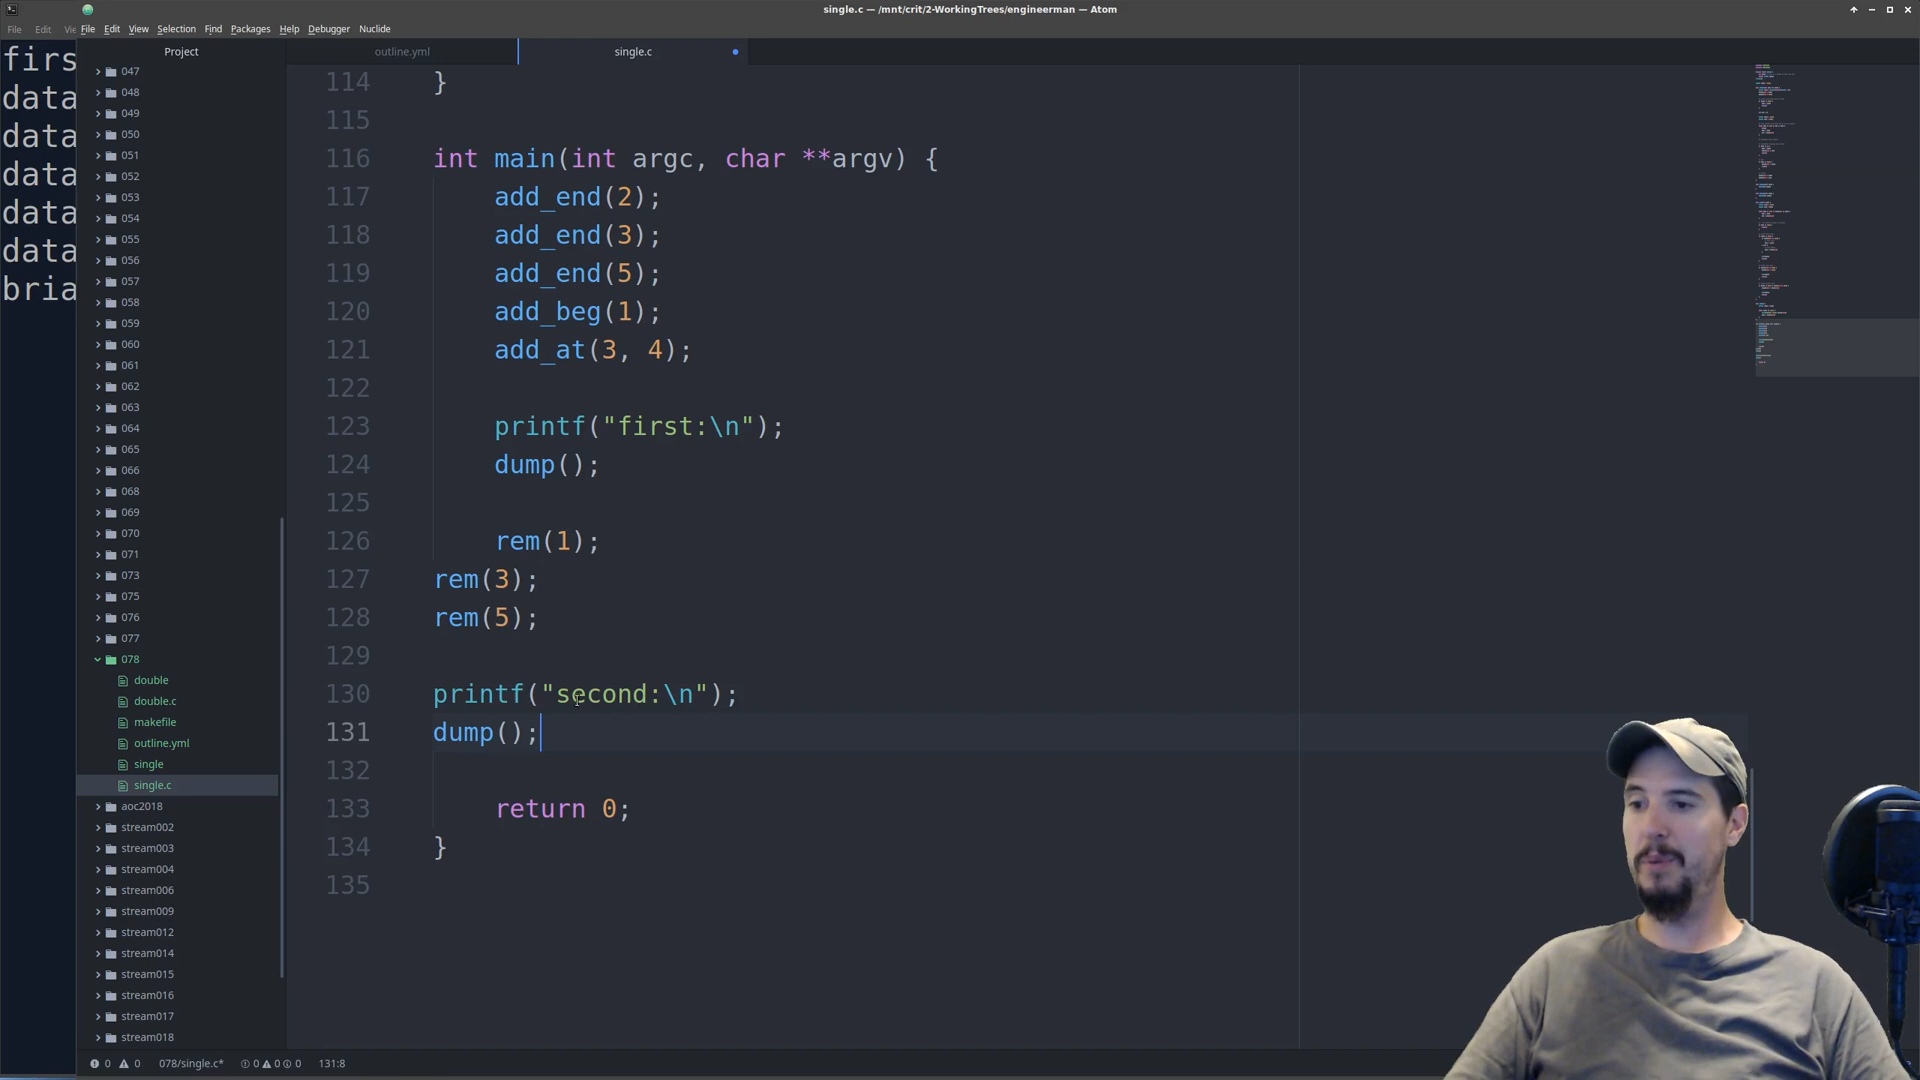 single.c — /mnt/crit/2-WorkingTrees/engineerman — Atom
File Edit
File Edit View Selection Find Packages Help Debugger Nuclide
Project
outline.yml
single.c
firs
data
data
data
data
data
bria
047
048
049
050
051
052
053
054
055
056
057
058
059
060
061
062
063
064
065
066
068
069
070
071
073
075
076
077
078
double
double.c
makefile
outline.yml
single
single.c
aoc2018
stream002
stream003
stream004
stream006
stream009
stream012
stream014
stream015
stream016
stream017
stream018
114 }
115
116 int main(int argc, char **argv) {
117 add_end(2);
118 add_end(3);
119 add_end(5);
120 add_beg(1);
121 add_at(3, 4);
122
123 printf("first:\n");
124 dump();
125
126 rem(1);
127 rem(3);
128 rem(5);
129
130 printf("second:\n");
131 dump();
132
133 return 0;
134 }
135
0 0 078/single.c* 0 0 0 131:8